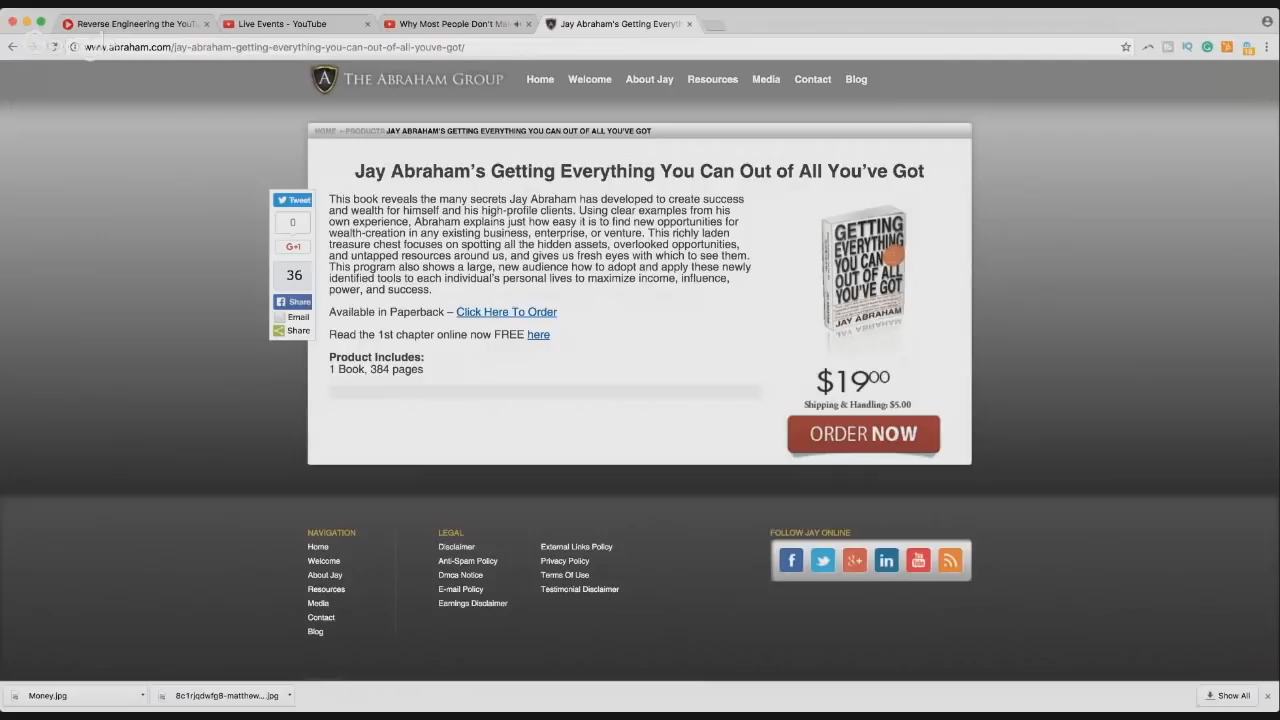 Reverse Engineering the YouTu
Live Events - YouTube
Why Most People Don't Ma
Jay Abraham's Getting Everyth
www.abraham.com/jay-abraham-getting-everything-you-can-out-of-all-youve-got/
THE ABRAHAM GROUP
Home Welcome About Jay Resources Media Contact Blog
HOME – PRODUCTS JAY ABRAHAM'S GETTING EVERYTHING YOU CAN OUT OF ALL YOU'VE GOT
Jay Abraham's Getting Everything You Can Out of All You've Got
Tweet
0
G+1
36
Share
Email
Share
This book reveals the many secrets Jay Abraham has developed to create success
and wealth for himself and his high-profile clients. Using clear examples from his
own experience, Abraham explains just how easy it is to find new opportunities for
wealth-creation in any existing business, enterprise, or venture. This richly laden
treasure chest focuses on spotting all the hidden assets, overlooked opportunities,
and untapped resources around us, and gives us fresh eyes with which to see them.
This program also shows a large, new audience how to adopt and apply these newly
identified tools to each individual's personal lives to maximize income, influence,
power, and success.
Available in Paperback – Click Here To Order
Read the 1st chapter online now FREE here
Product Includes:
1 Book, 384 pages
GETTING
EVERYTHING
YOU CAN
OUT OF ALL
YOU'VE GOT
JAY ABRAHAM
$19.00
Shipping & Handling: $5.00
ORDER NOW
NAVIGATION
Home
Welcome
About Jay
Resources
Media
Contact
Blog
LEGAL
Disclaimer
Anti-Spam Policy
Dmca Notice
E-mail Policy
Earnings Disclaimer
External Links Policy
Privacy Policy
Terms Of Use
Testimonial Disclaimer
FOLLOW JAY ONLINE
Money.jpg
8c1rjqdwfg8-matthew....jpg
Show All